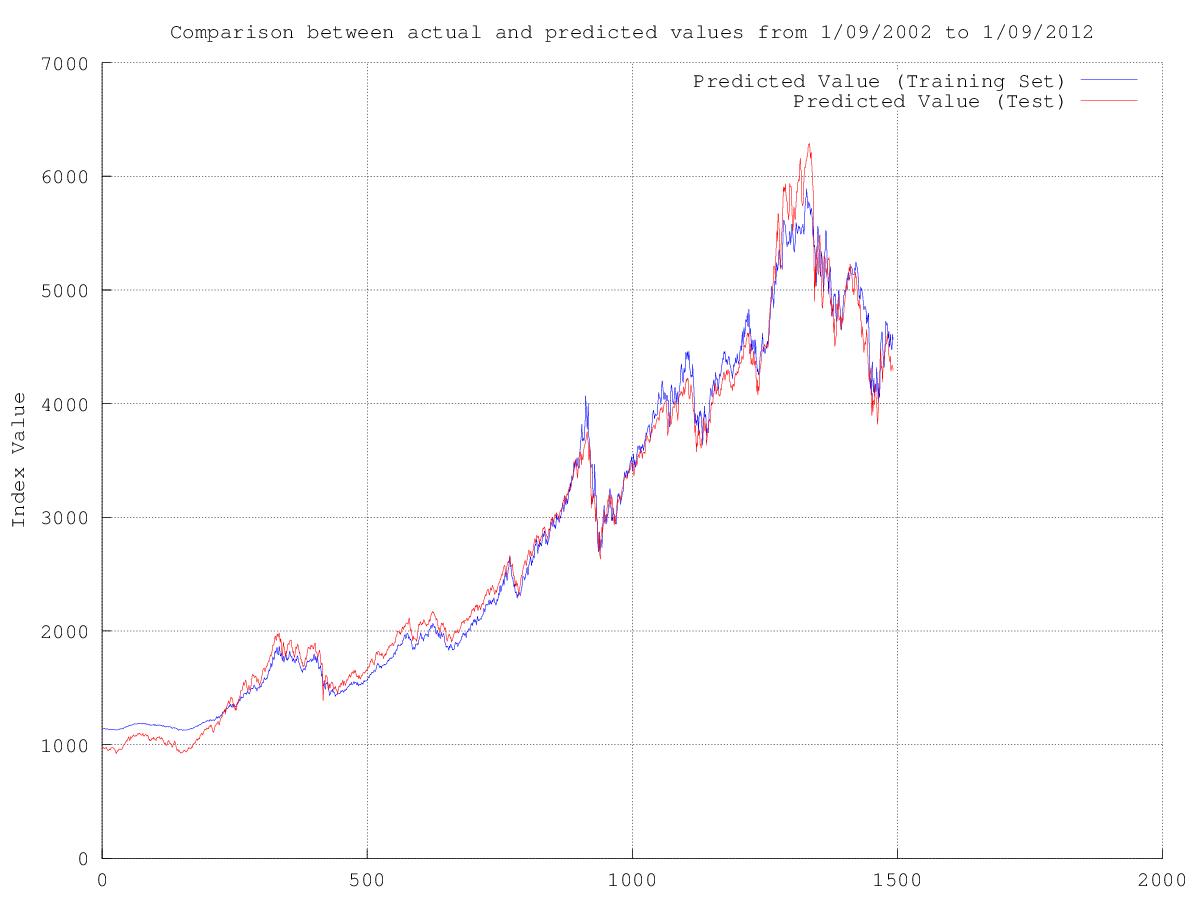 Comparison between actual and predicted values from 1/09/2002 to 1/09/2012
7000
Predicted Value (Training Set)
Predicted Value (Test)
6000
5000
4000
Index Value
3000
2000
1000
0
0 500 1000 1500 2000